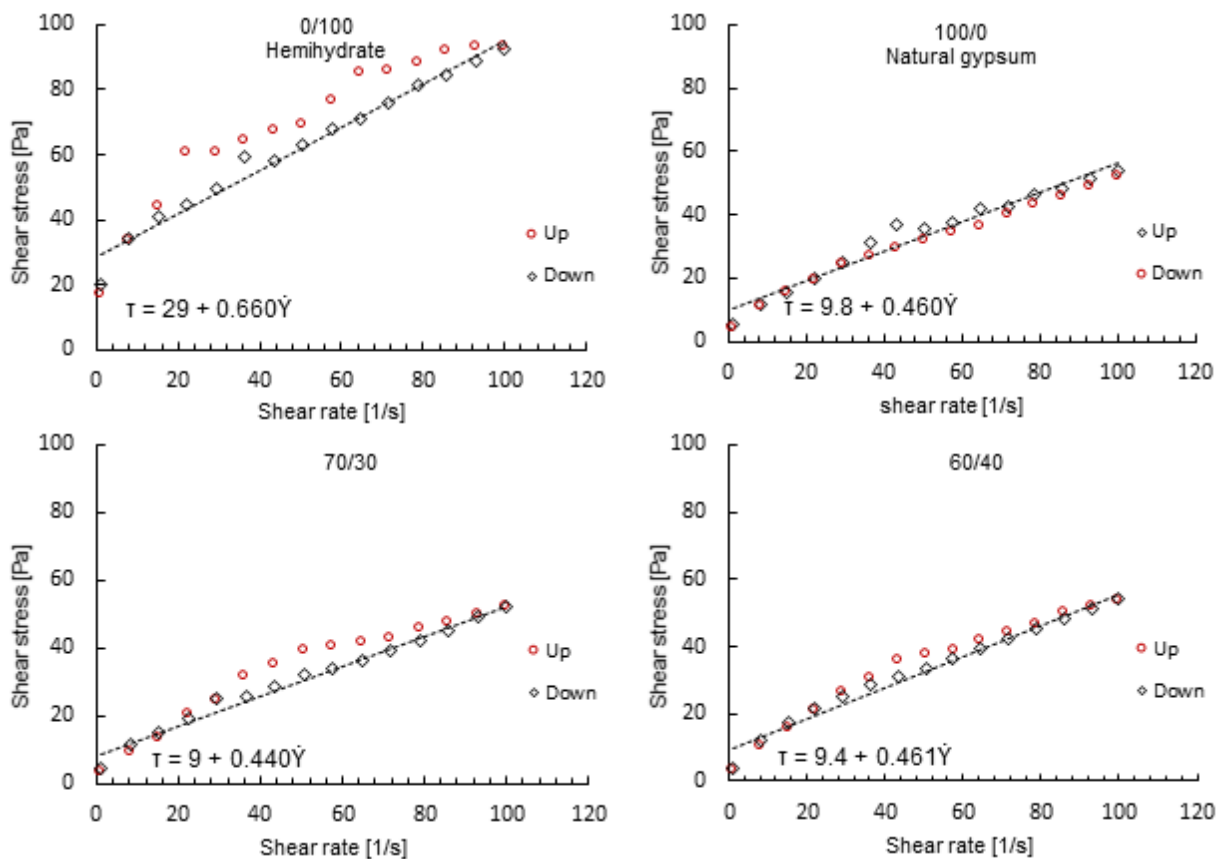 0/100
Hemihydrate
Shear stress [Pa]
100
80
60
40
20
0
Up
Down
τ = 29 + 0.660Ẏ
0 20 40 60 80 100 120
Shear rate [1/s]
100/0
Natural gypsum
Shear stress [Pa]
100
80
60
40
20
0
Up
Down
τ = 9.8 + 0.460Ẏ
0 20 40 60 80 100 120
shear rate [1/s]
70/30
Shear stress [Pa]
100
80
60
40
20
0
Up
Down
τ = 9 + 0.440Ẏ
0 20 40 60 80 100 120
Shear rate [1/s]
60/40
Shear stress [Pa]
100
80
60
40
20
0
Up
Down
τ = 9.4 + 0.461Ẏ
0 20 40 60 80 100 120
Shear rate [1/s]